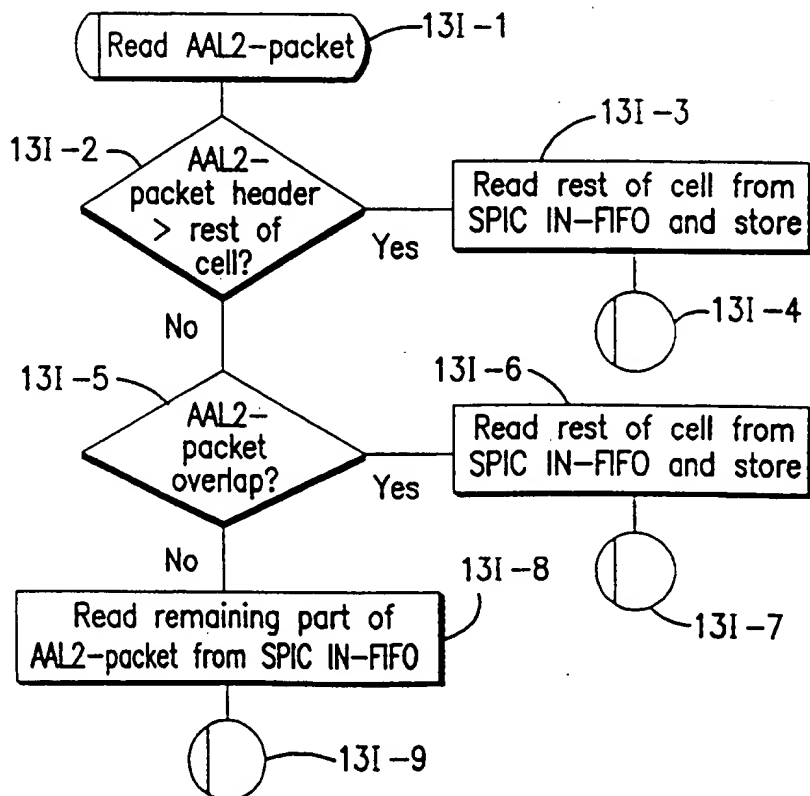 Read AAL2-packet
13I-1
13I-2
AAL2-
packet header
> rest of
cell?
Yes
No
13I-3
Read rest of cell from
SPIC IN-FIFO and store
13I-4
13I-5
AAL2-
packet
overlap?
Yes
No
13I-6
Read rest of cell from
SPIC IN-FIFO and store
13I-7
13I-8
Read remaining part of
AAL2-packet from SPIC IN-FIFO
13I-9